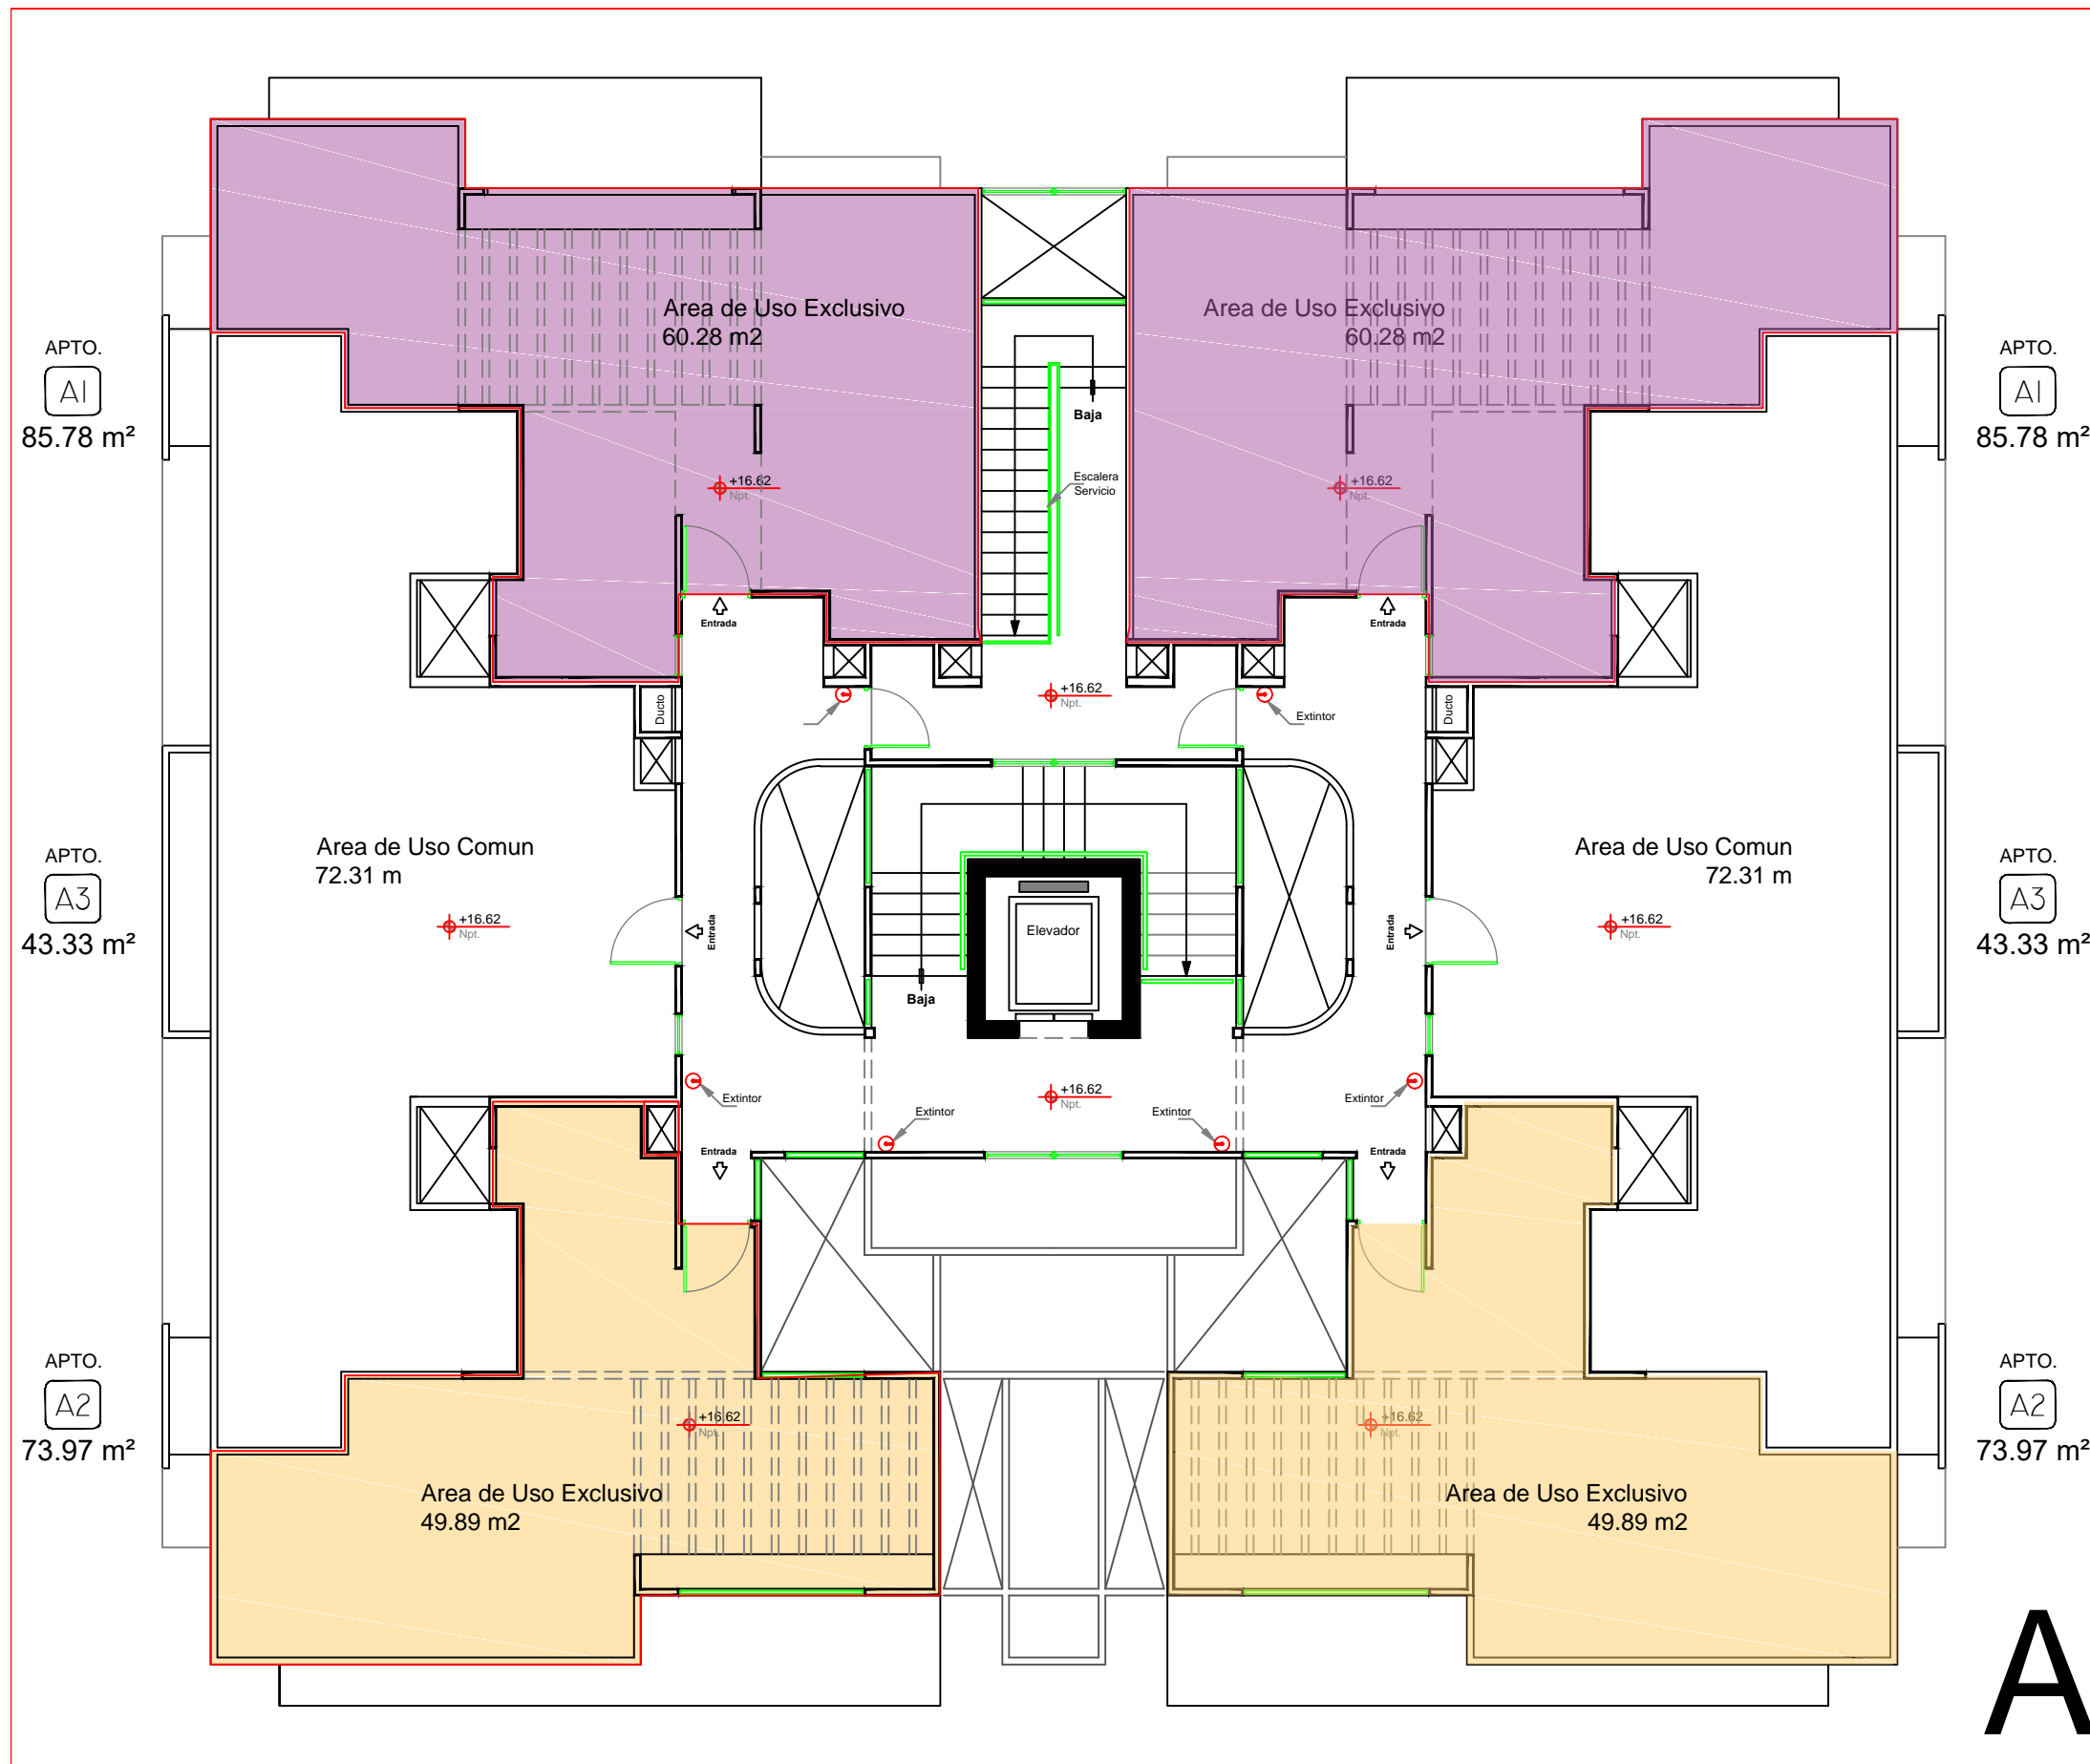 Area de Uso Exclusivo
60.28 m2
Area de Uso Exclusivo
60.28 m2
APTO.
A1
85.78 m²
APTO.
A1
85.78 m²
Baja
Escalera
Servicio
+16.62
Npt.
+16.62
Npt.
Entrada
Entrada
+16.62
Npt.
Ducto
Ducto
Extintor
Area de Uso Comun
72.31 m
Area de Uso Comun
72.31 m
APTO.
A3
43.33 m²
APTO.
A3
43.33 m²
+16.62
Npt.
+16.62
Npt.
Entrada
Entrada
Elevador
Baja
Extintor
Extintor
+16.62
Npt.
Extintor
Extintor
Entrada
Entrada
APTO.
A2
73.97 m²
APTO.
A2
73.97 m²
+16.62
Npt.
+16.62
Npt.
Area de Uso Exclusivo
49.89 m2
Area de Uso Exclusivo
49.89 m2
A